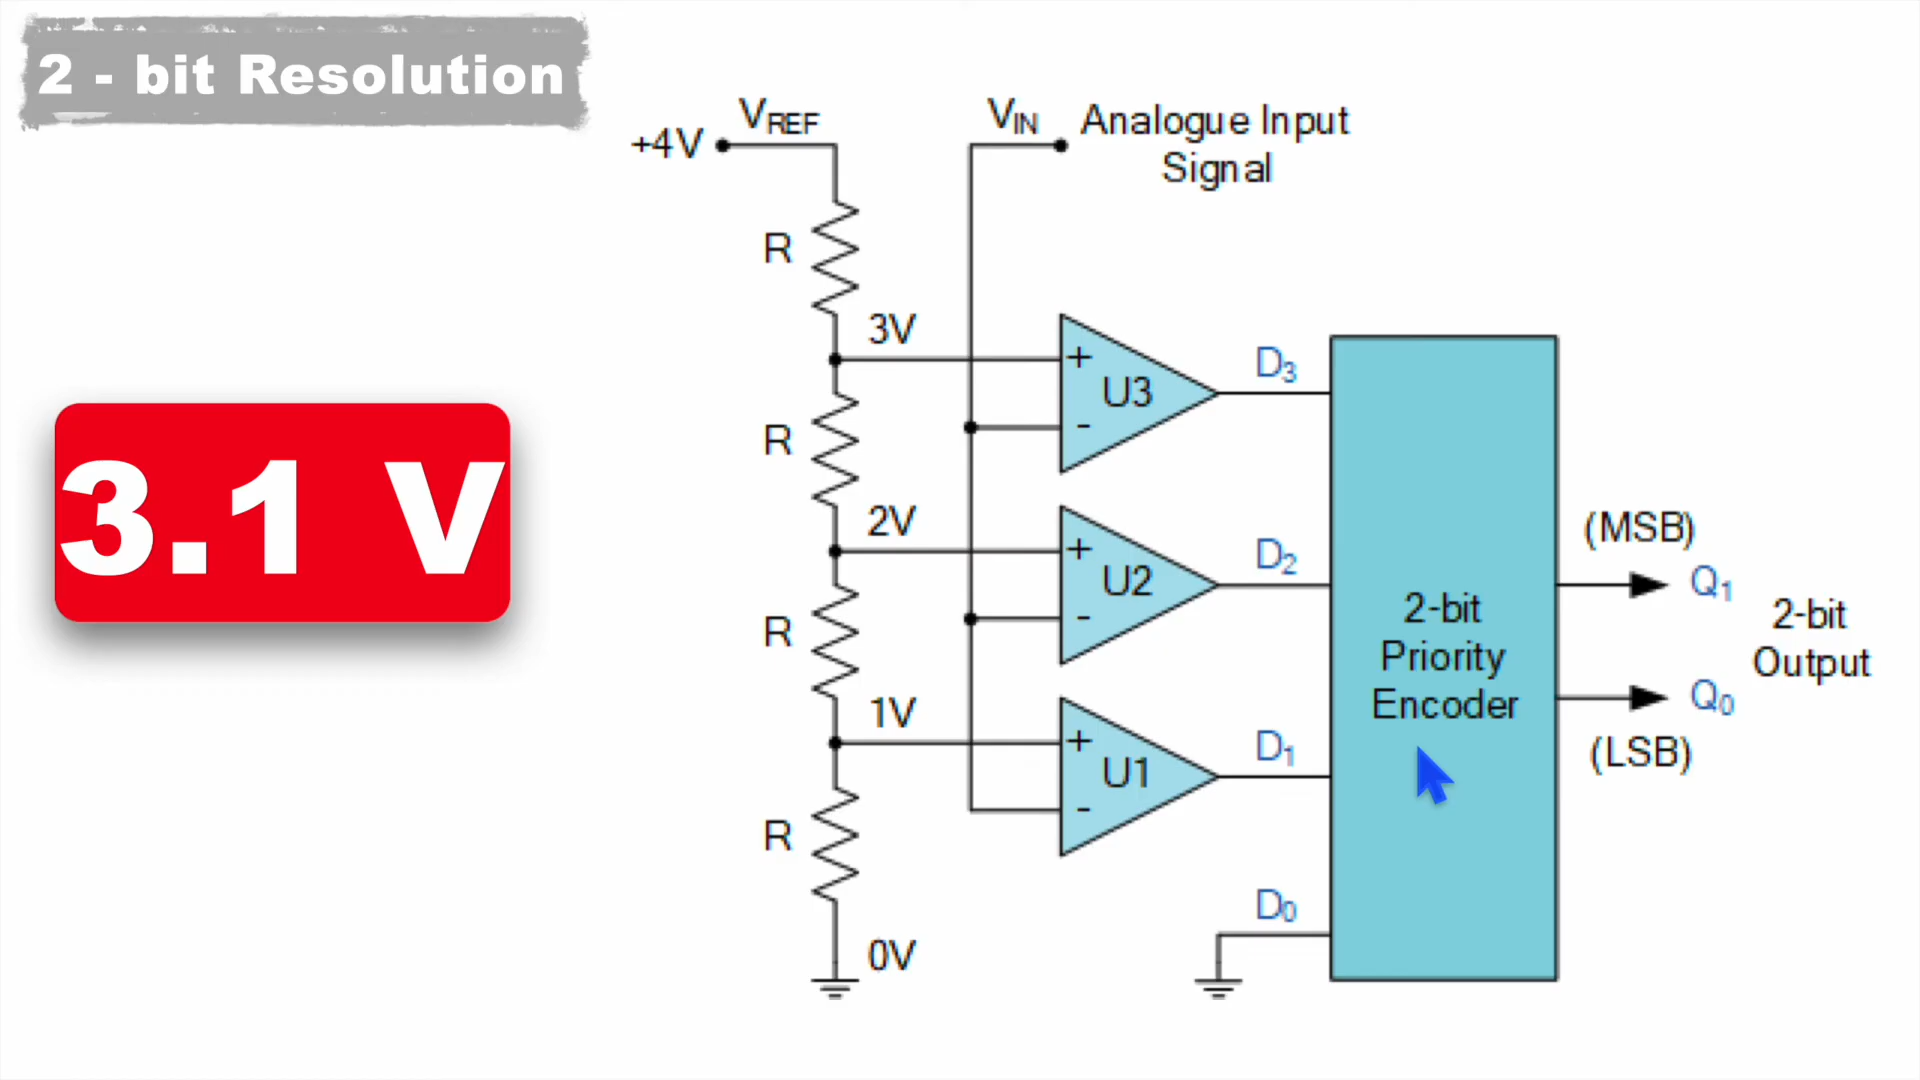 2 - bit Resolution
VREF
+4V
VIN
Analogue Input
Signal
R
3V
+
U3
-
D3
R
2V
+
U2
-
D2
R
1V
+
U1
-
D1
R
0V
D0
2-bit
Priority
Encoder
(MSB)
Q1
Q0
(LSB)
2-bit
Output
3.1 V